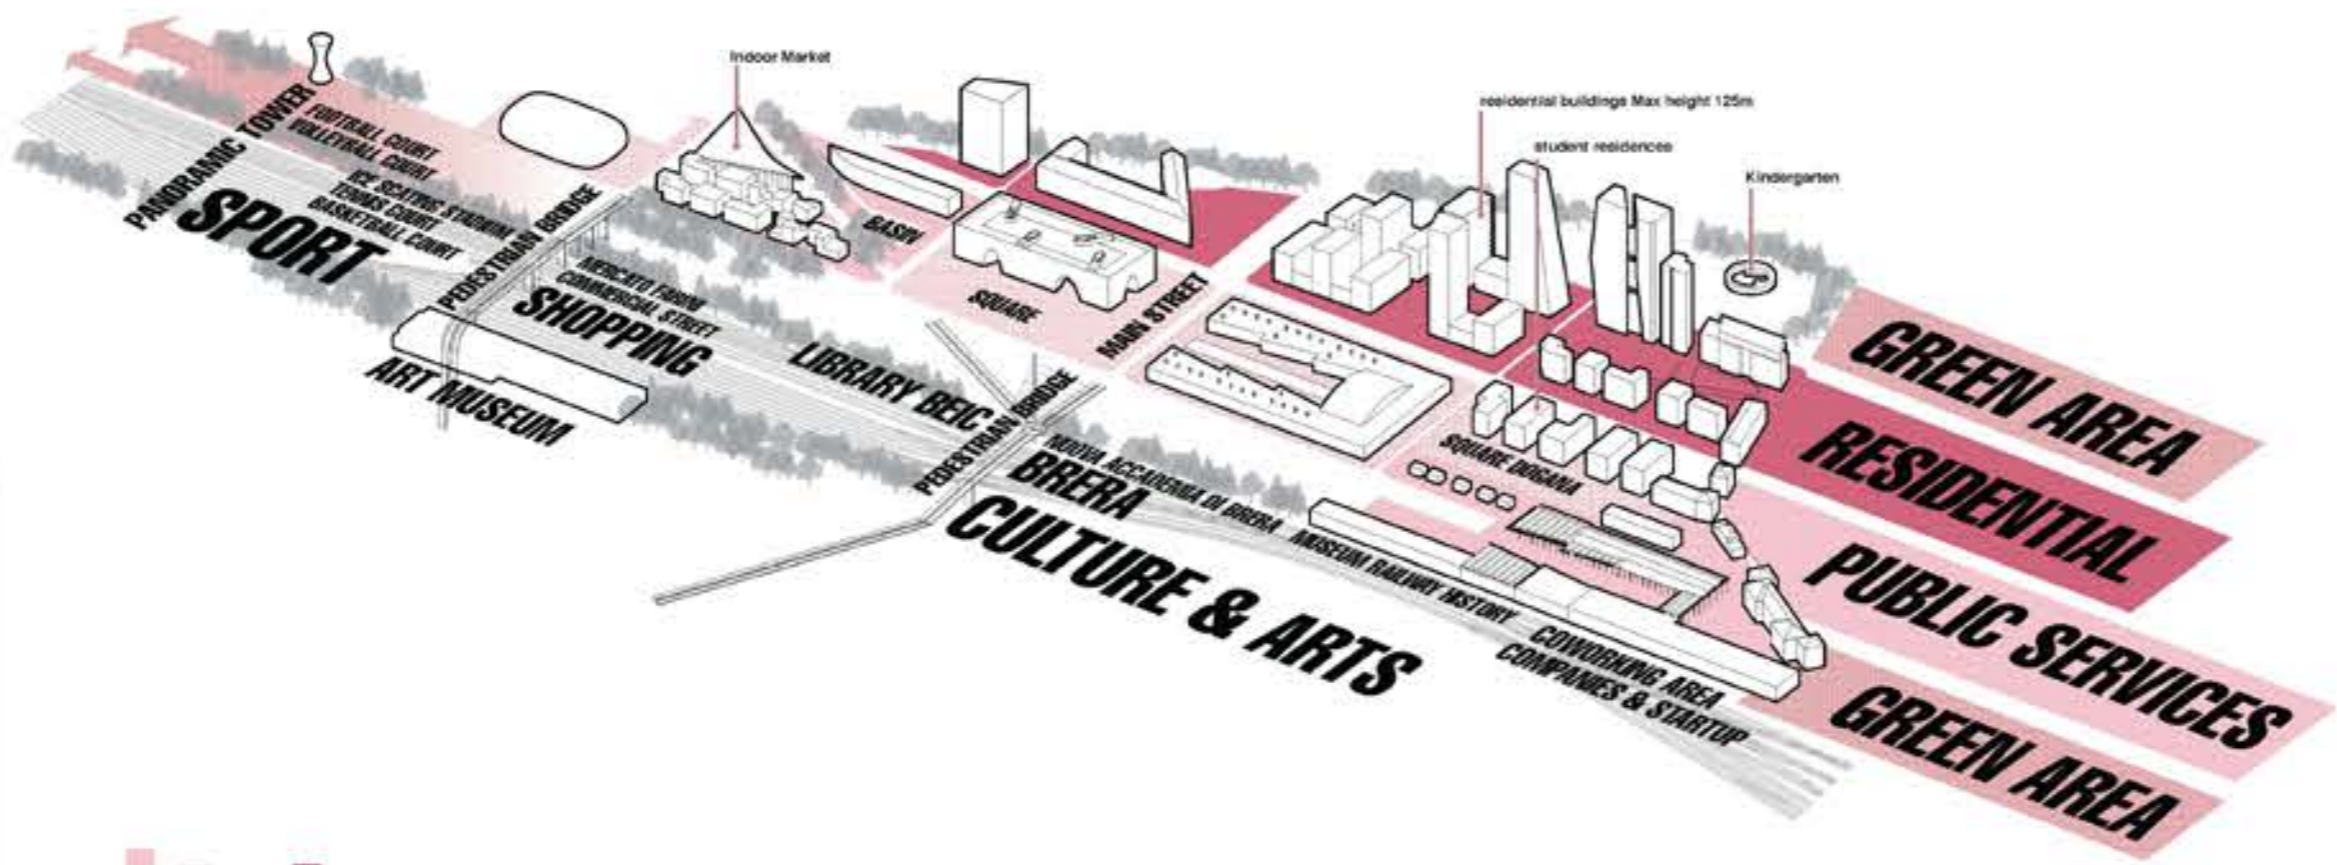 Indoor Market
residential buildings Max height 125m
student residences
Kindergarten
PANORAMIC TOWER
FOOTBALL COURT
VOLLEYBALL COURT
ICE SCATING STADIUM
TENNIS COURT
BASKETBALL COURT
SPORT
PEDESTRIAN BRIDGE
MERCATO FARINI
COMMERCIAL STREET
SHOPPING
ART MUSEUM
BASIN
SQUARE
MAIN STREET
LIBRARY BEIC
PEDESTRIAN BRIDGE
NUOVA ACCADEMIA DI BRERA
BRERA
CULTURE & ARTS
SQUARE DOGANA
MUSEUM RAILWAY HISTORY
COWORKING AREA
COMPANIES & STARTUP
GREEN AREA
RESIDENTIAL
PUBLIC SERVICES
GREEN AREA